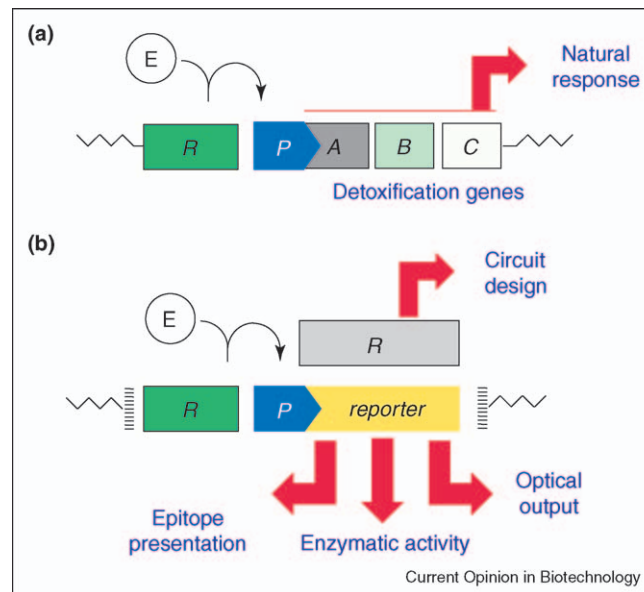 (a)
E
Natural
response
R P A B C
Detoxification genes
(b)
Circuit
design
E
R
R P reporter
Optical
output
Epitope
presentation
Enzymatic activity
Current Opinion in Biotechnology